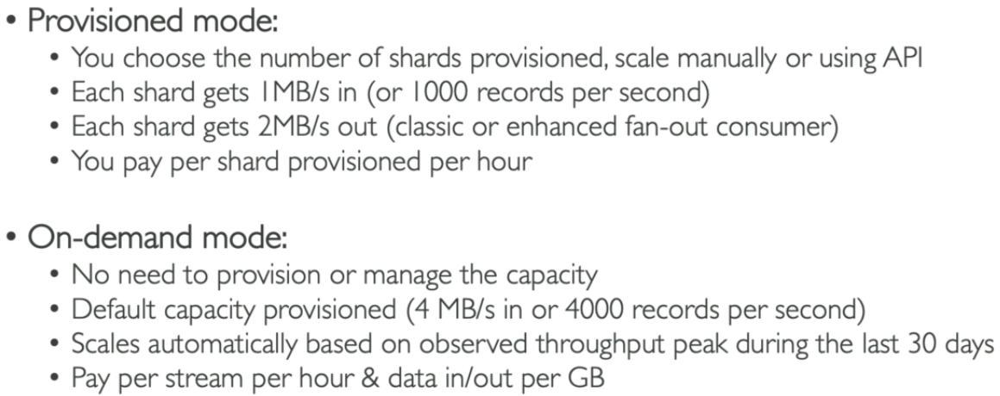 • Provisioned mode:
• You choose the number of shards provisioned, scale manually or using API
• Each shard gets 1MB/s in (or 1000 records per second)
• Each shard gets 2MB/s out (classic or enhanced fan-out consumer)
• You pay per shard provisioned per hour
• On-demand mode:
• No need to provision or manage the capacity
• Default capacity provisioned (4 MB/s in or 4000 records per second)
• Scales automatically based on observed throughput peak during the last 30 days
• Pay per stream per hour & data in/out per GB